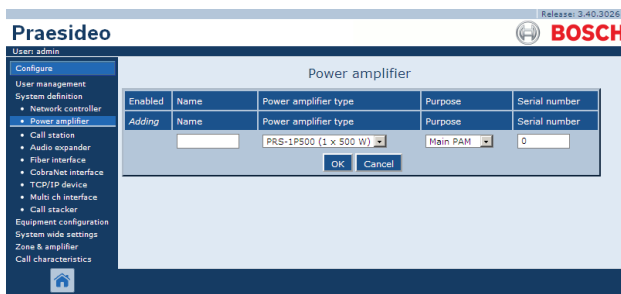 Release: 3.40.3026
Praesideo
BOSCH
User: admin
Configure
User management
System definition
• Network controller
• Power amplifier
• Call station
• Audio expander
• Fiber interface
• CobraNet interface
• TCP/IP device
• Multi ch interface
• Call stacker
Equipment configuration
System wide settings
Zone & amplifier
Call characteristics
Power amplifier
Enabled Name Power amplifier type Purpose Serial number
Adding Name Power amplifier type Purpose Serial number
PRS-1P500 (1 x 500 W) Main PAM 0
OK Cancel